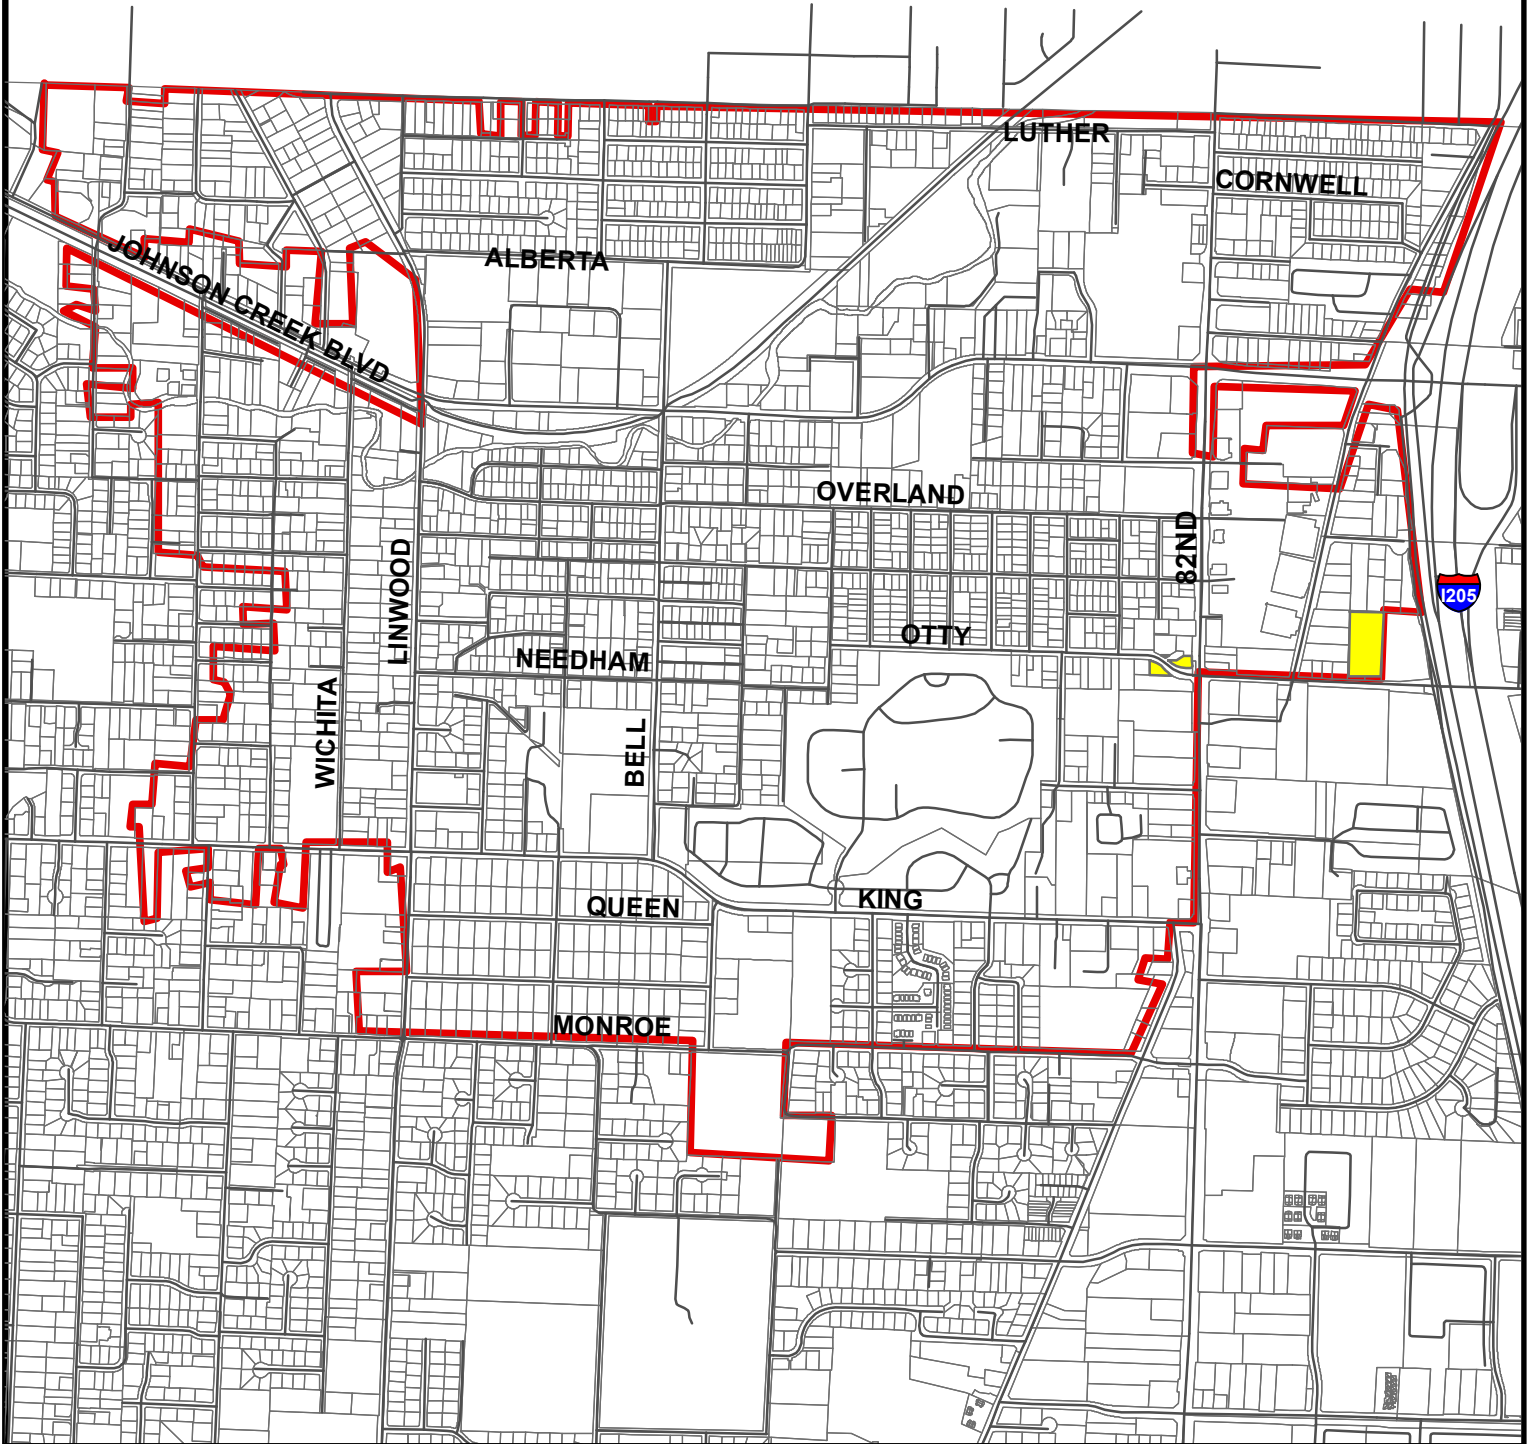 LUTHER
CORNWELL
ALBERTA
JOHNSON CREEK BLVD
OVERLAND
82ND
LINWOOD
I205
OTTY
NEEDHAM
WICHITA
BELL
KING
QUEEN
MONROE